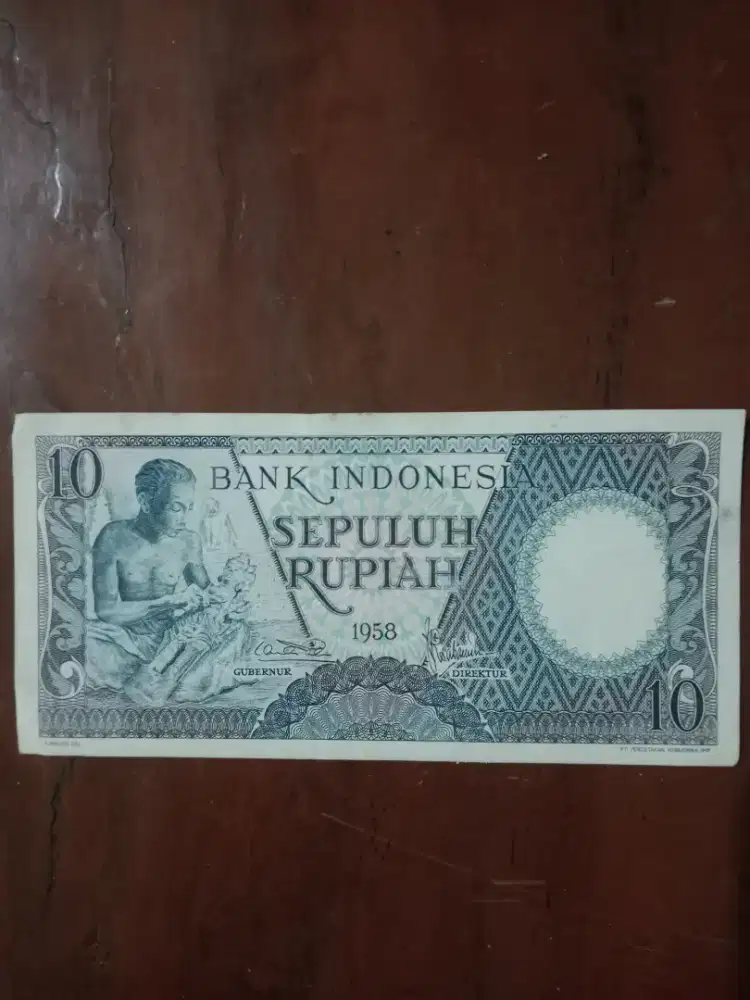 10
BANK INDONESIA
SEPULUH
RUPIAH
1958
GUBERNUR
DIREKTUR
10